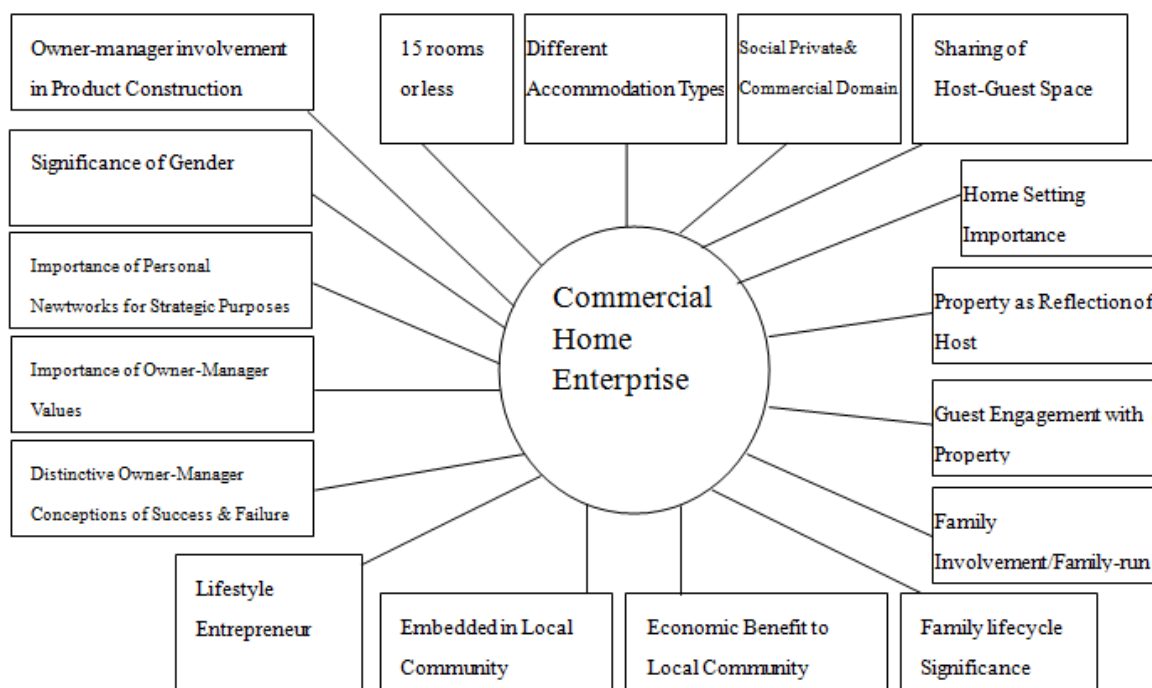 Owner-manager involvement
in Product Construction
15 rooms
or less
Different
Accommodation Types
Social Private&
Commercial Domain
Sharing of
Host-Guest Space
Significance of Gender
Home Setting
Importance
Importance of Personal
Newtworks for Strategic Purposes
Commercial
Home
Enterprise
Property as Reflection of
Host
Importance of Owner-Manager
Values
Guest Engagement with
Property
Distinctive Owner-Manager
Conceptions of Success & Failure
Family
Involvement/Family-run
Lifestyle
Entrepreneur
Embedded in Local
Community
Economic Benefit to
Local Community
Family lifecycle
Significance